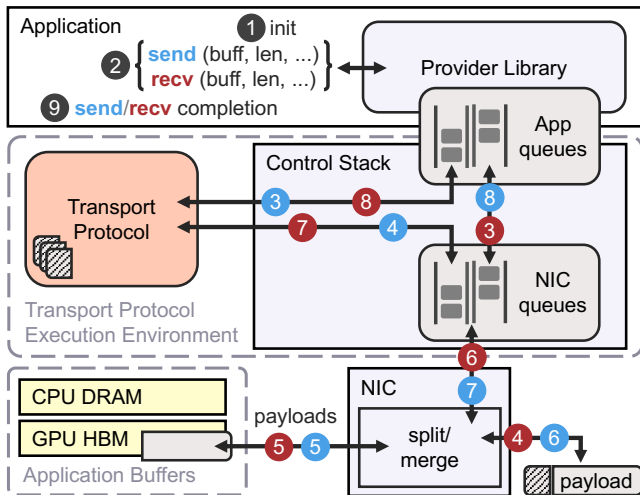 Application
1 init
2 send (buff, len, ...)
recv (buff, len, ...)
9 send/recv completion
Provider Library
App
queues
Control Stack
Transport
Protocol
3 8
8
7 4
3
NIC
queues
Transport Protocol
Execution Environment
6
7
CPU DRAM
GPU HBM
Application Buffers
payloads
5 5
NIC
split/
merge
4 6
payload